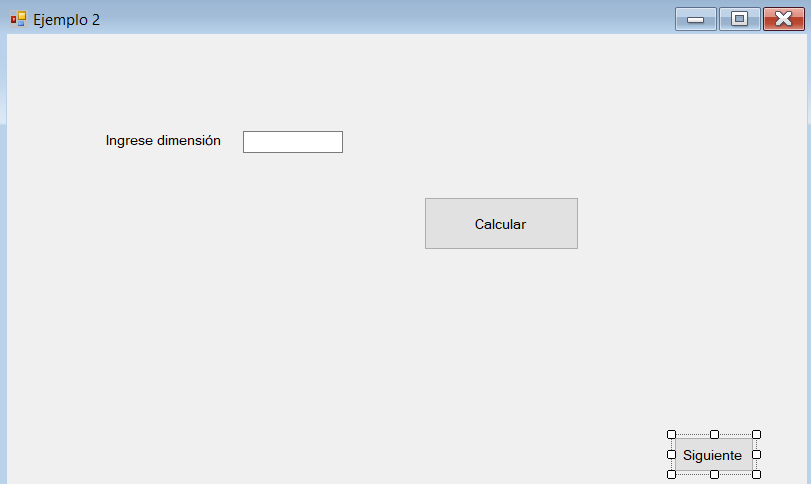 Ejemplo 2
Ingrese dimensión
Calcular
Siguiente